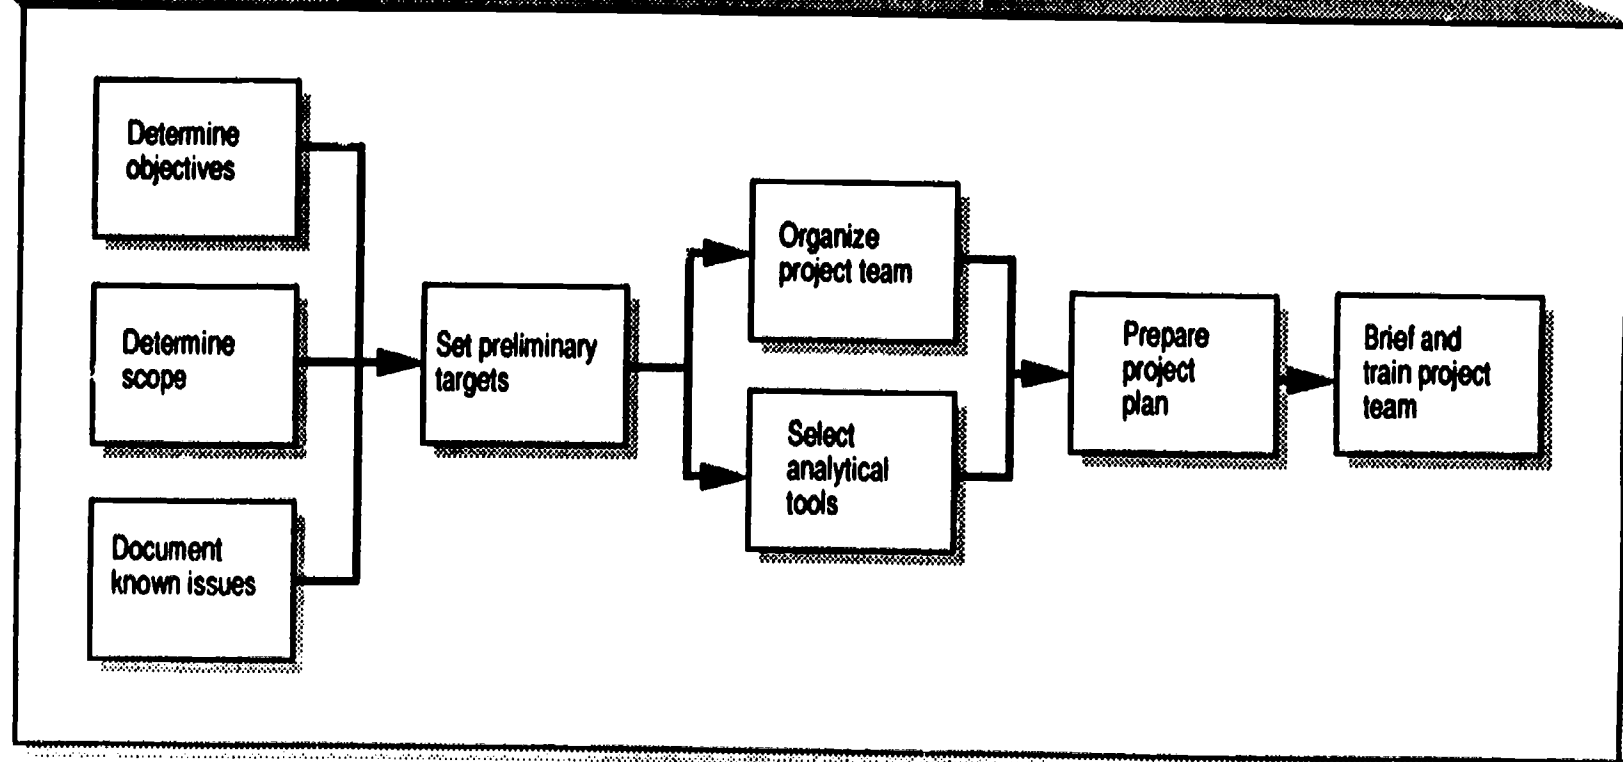 Determine
objectives
Determine
scope
Document
known issues
Set preliminary
targets
Organize
project team
Select
analytical
tools
Prepare
project
plan
Brief and
train project
team